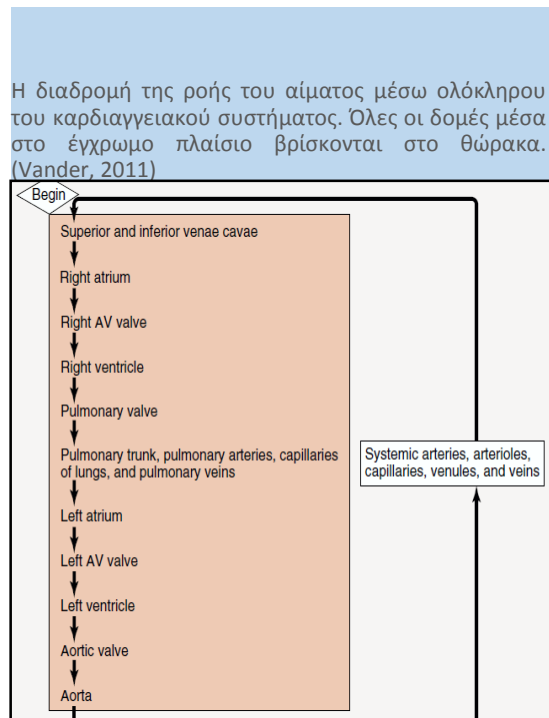 Η διαδρομή της ροής του αίματος μέσω ολόκληρου
του καρδιαγγειακού συστήματος. Όλες οι δομές μέσα
στο έγχρωμο πλαίσιο βρίσκονται στο θώρακα.
(Vander, 2011)
Begin
Superior and inferior venae cavae
Right atrium
Right AV valve
Right ventricle
Pulmonary valve
Pulmonary trunk, pulmonary arteries, capillaries
of lungs, and pulmonary veins
Left atrium
Left AV valve
Left ventricle
Aortic valve
Aorta
Systemic arteries, arterioles,
capillaries, venules, and veins